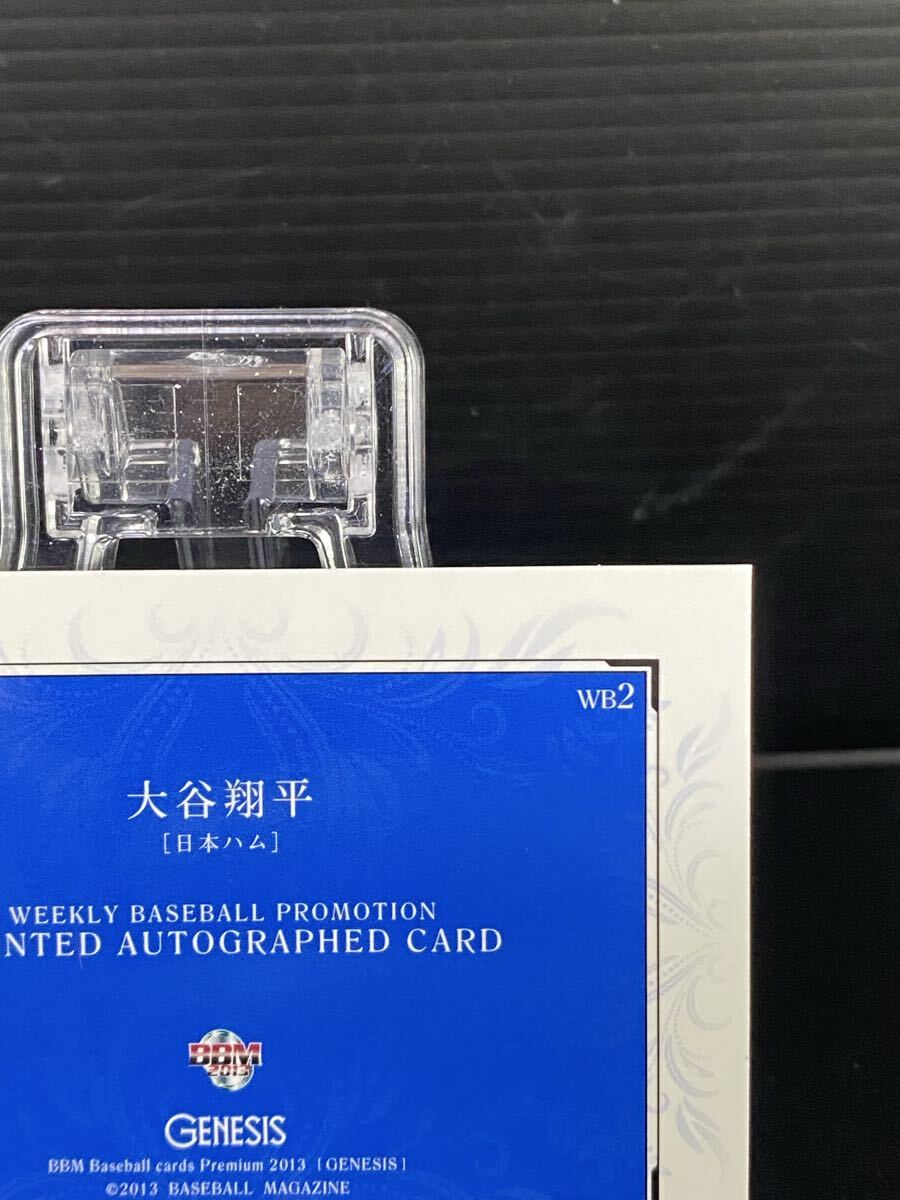 WB2
大谷翔平
[日本ハム]
WEEKLY BASEBALL PROMOTION
NTED AUTOGRAPHED CARD
BBM
2013
GENESIS
BBM Baseball cards Premium 2013 [GENESIS]
©2013 BASEBALL MAGAZINE